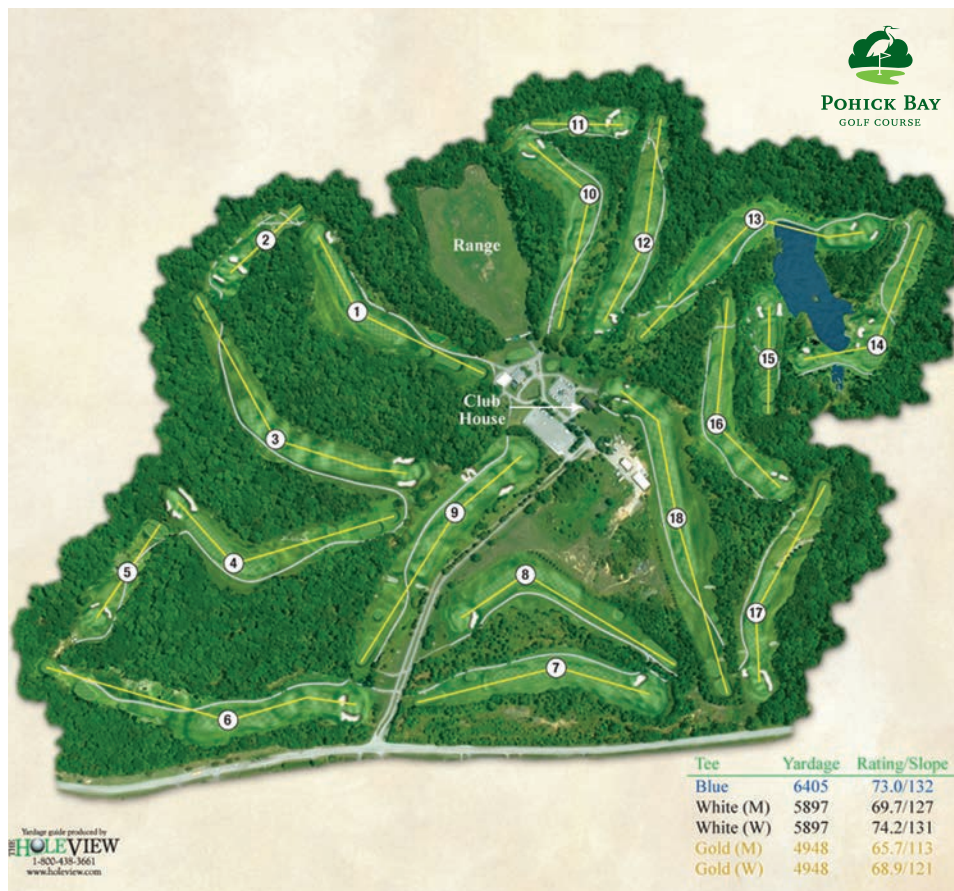 POHICK BAY
GOLF COURSE
11
10
2
13
12
Range
1
14
15
Club
House
16
3
9
18
4
5
8
17
7
6
Tee Yardage Rating/Slope
Blue 6405 73.0/132
White (M) 5897 69.7/127
White (W) 5897 74.2/131
Gold (M) 4948 65.7/113
Gold (W) 4948 68.9/121
Yardage guide produced by
THE HOLEVIEW
1-800-438-3661
www.holeview.com